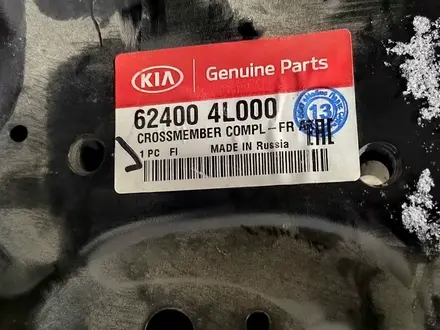 KIA Genuine Parts
62400 4L000
CROSSMEMBER COMPL-FR
1 PC FI MADE IN Russia
13
EAC